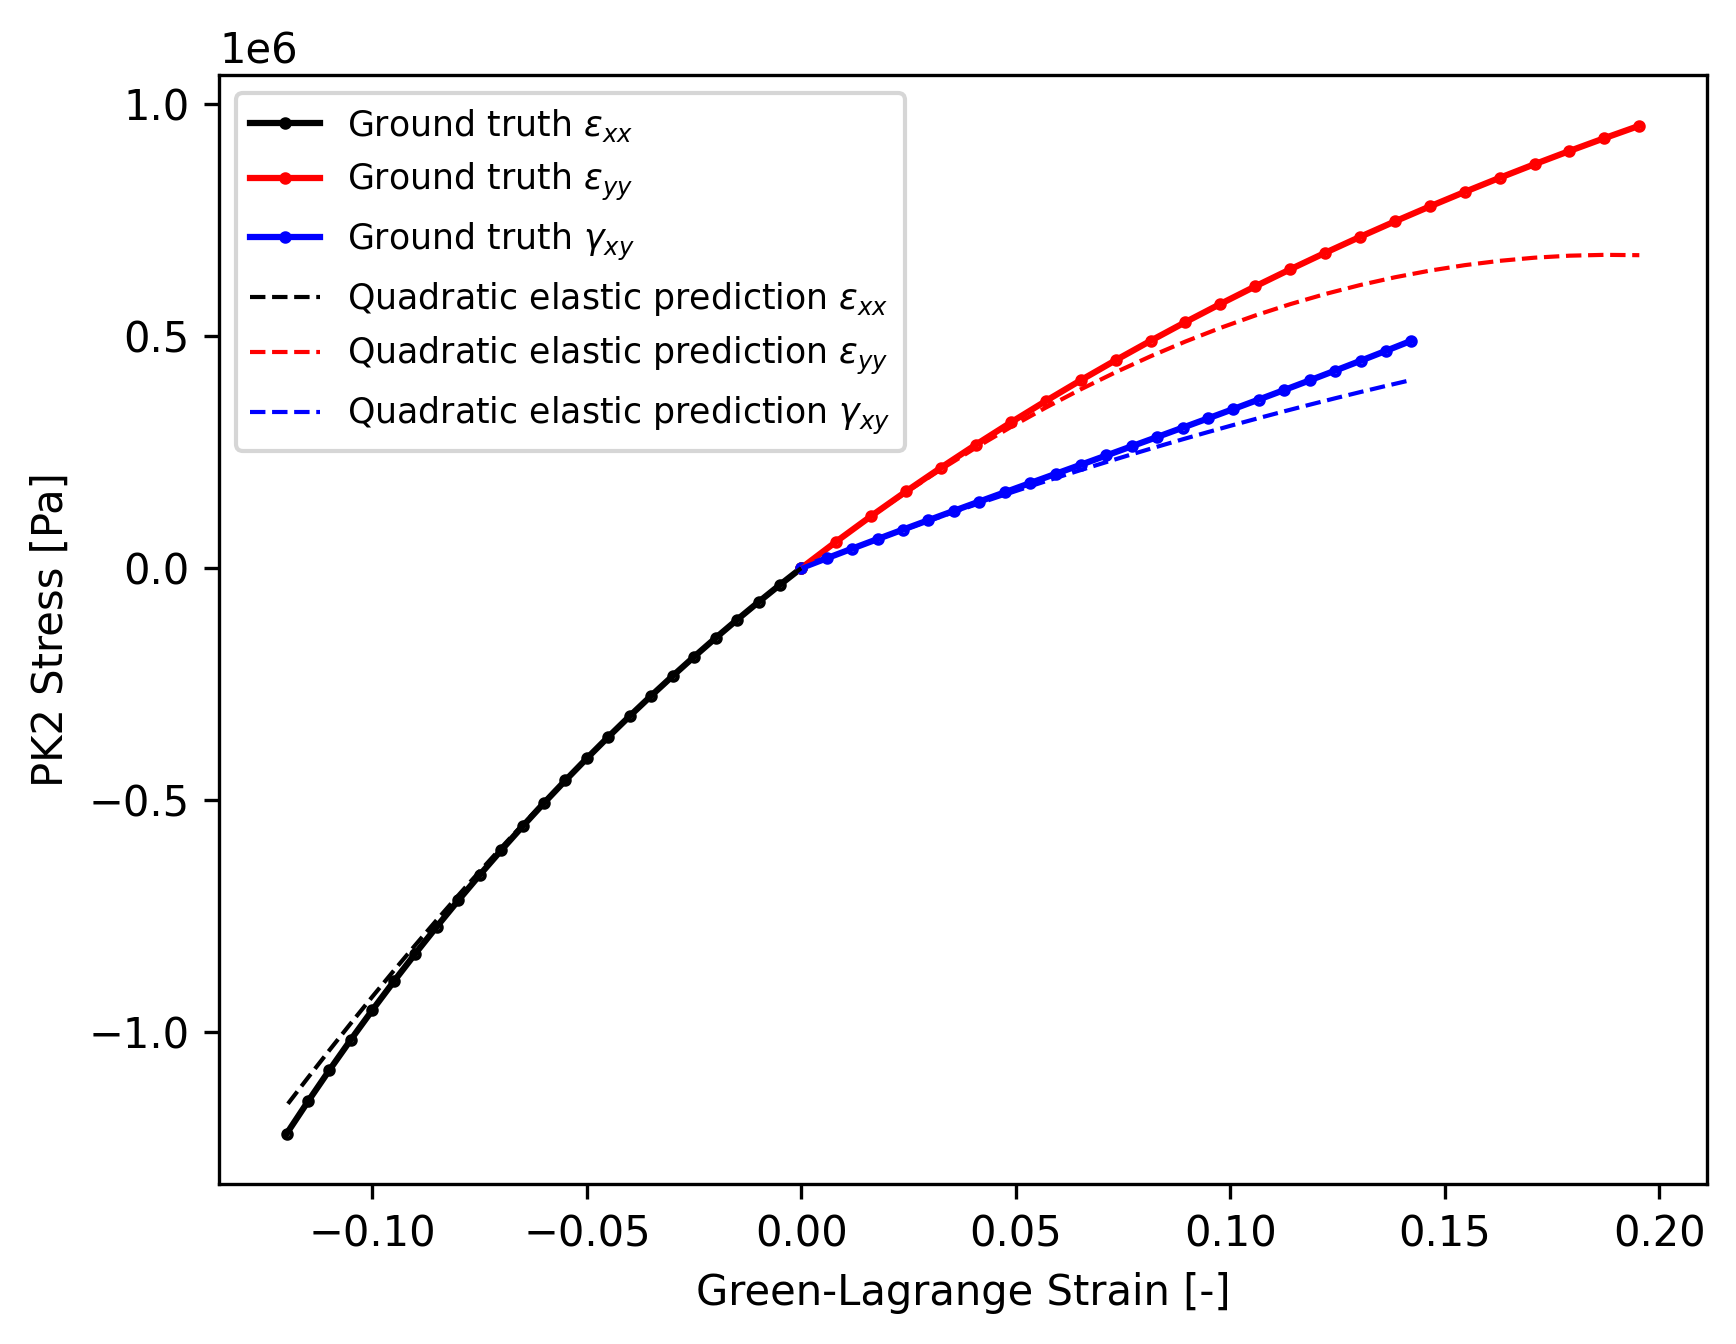 1e6
1.0
0.5
0.0
−0.5
−1.0
PK2 Stress [Pa]
Ground truth εxx
Ground truth εyy
Ground truth γxy
Quadratic elastic prediction εxx
Quadratic elastic prediction εyy
Quadratic elastic prediction γxy
−0.10 −0.05 0.00 0.05 0.10 0.15 0.20
Green-Lagrange Strain [-]